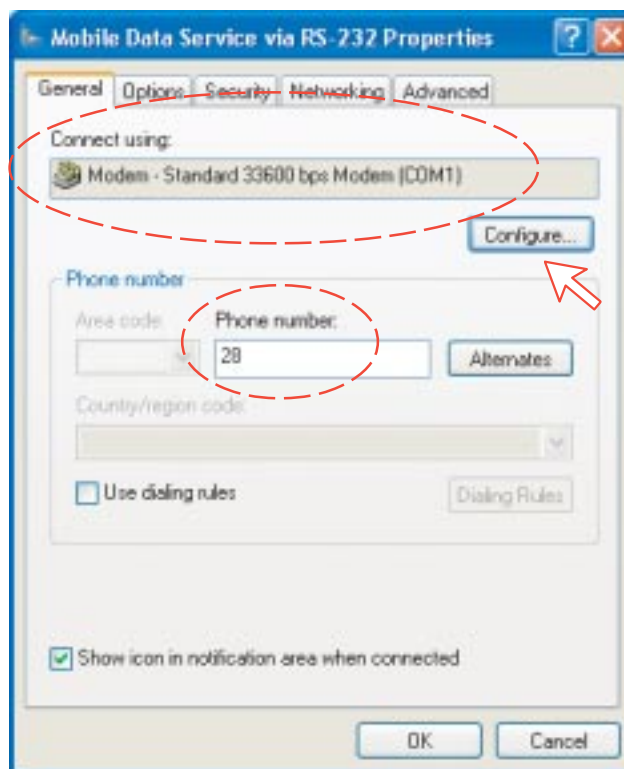 Mobile Data Service via RS-232 Properties
General Options Security Networking Advanced
Connect using:
Modem - Standard 33600 bps Modem (COM1)
Configure...
Phone number
Area code: Phone number:
28 Alternates
Country/region code:
Use dialing rules Dialing Rules
Show icon in notification area when connected
OK Cancel